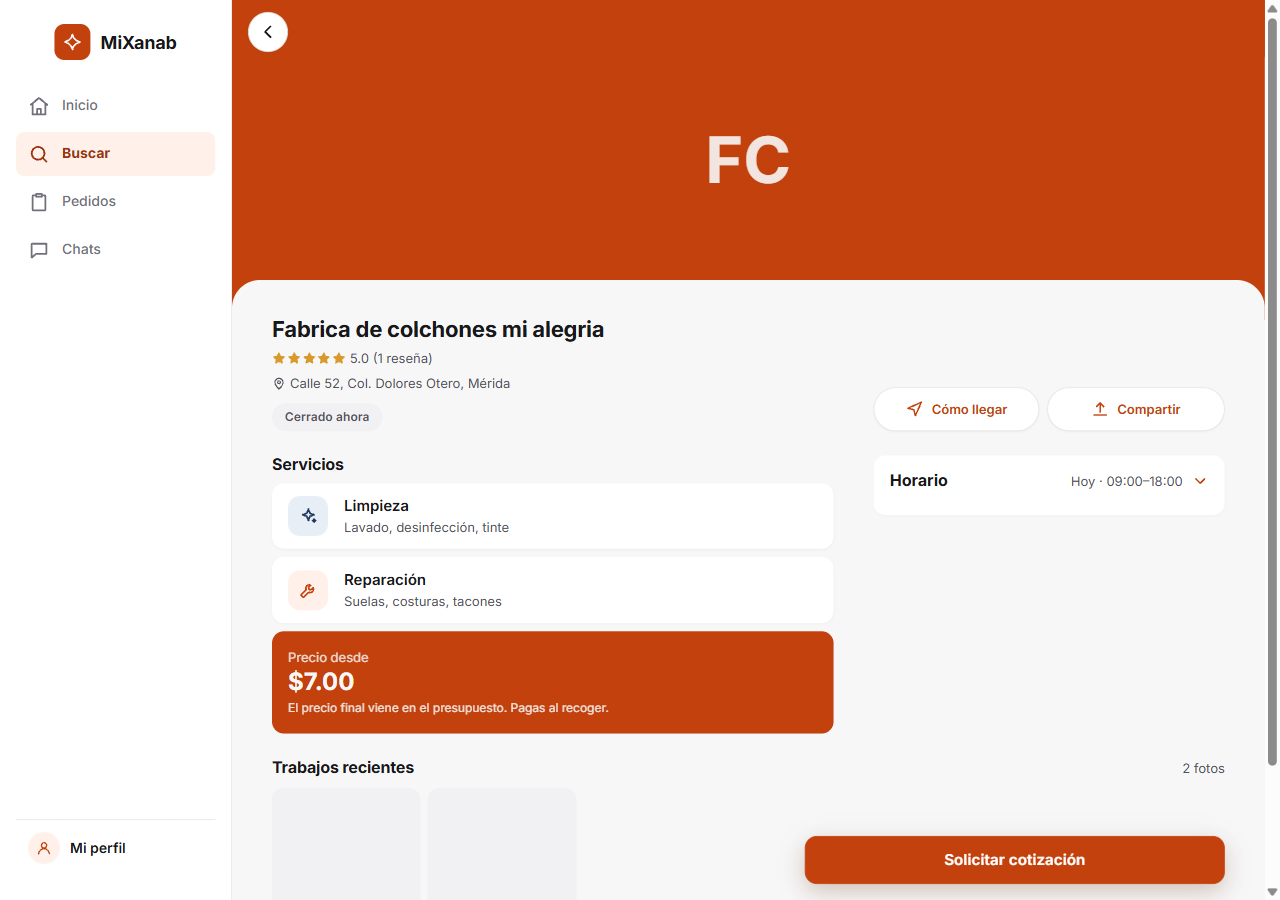 MiXanab
Inicio
Buscar
Pedidos
Chats
Mi perfil
FC
Fabrica de colchones mi alegria
5.0 (1 reseña)
Calle 52, Col. Dolores Otero, Mérida
Cerrado ahora
Cómo llegar
Compartir
Servicios
Limpieza
Lavado, desinfección, tinte
Reparación
Suelas, costuras, tacones
Precio desde
$7.00
El precio final viene en el presupuesto. Pagas al recoger.
Horario
Hoy · 09:00–18:00
Trabajos recientes
2 fotos
Solicitar cotización